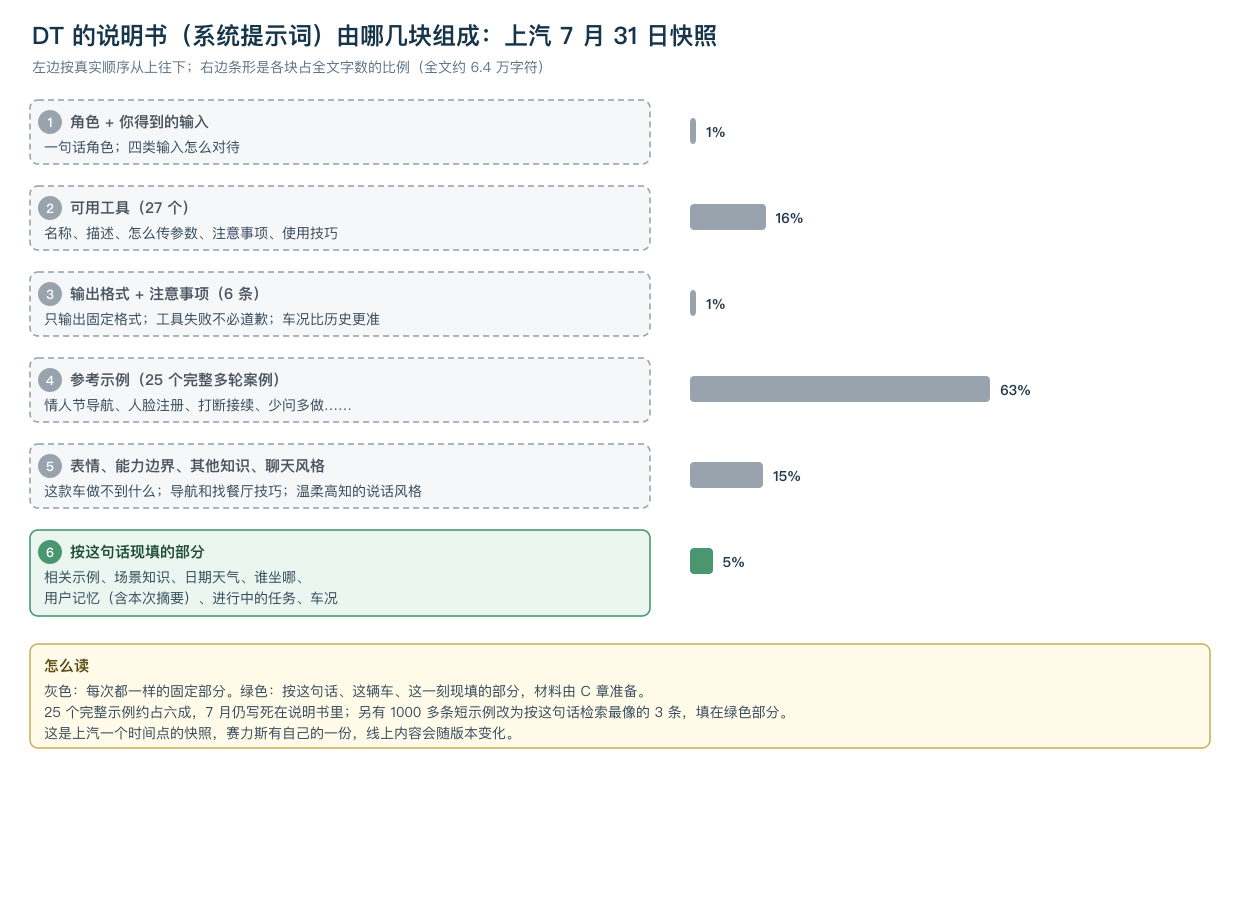 DT 的说明书（系统提示词）由哪几块组成：上汽 7 月 31 日快照
左边按真实顺序从上往下；右边条形是各块占全文字数的比例（全文约 6.4 万字符）
1 角色 + 你得到的输入
一句话角色；四类输入怎么对待
1%
2 可用工具（27 个）
名称、描述、怎么传参数、注意事项、使用技巧
16%
3 输出格式 + 注意事项（6 条）
只输出固定格式；工具失败不必道歉；车况比历史更准
1%
4 参考示例（25 个完整多轮案例）
情人节导航、人脸注册、打断接续、少问多做……
63%
5 表情、能力边界、其他知识、聊天风格
这款车做不到什么；导航和找餐厅技巧；温柔高知的说话风格
15%
6 按这句话现填的部分
相关示例、场景知识、日期天气、谁坐哪、
用户记忆（含本次摘要）、进行中的任务、车况
5%
怎么读
灰色：每次都一样的固定部分。绿色：按这句话、这辆车、这一刻现填的部分，材料由 C 章准备。
25 个完整示例约占六成，7 月仍写死在说明书里；另有 1000 多条短示例改为按这句话检索最像的 3 条，填在绿色部分。
这是上汽一个时间点的快照，赛力斯有自己的一份，线上内容会随版本变化。